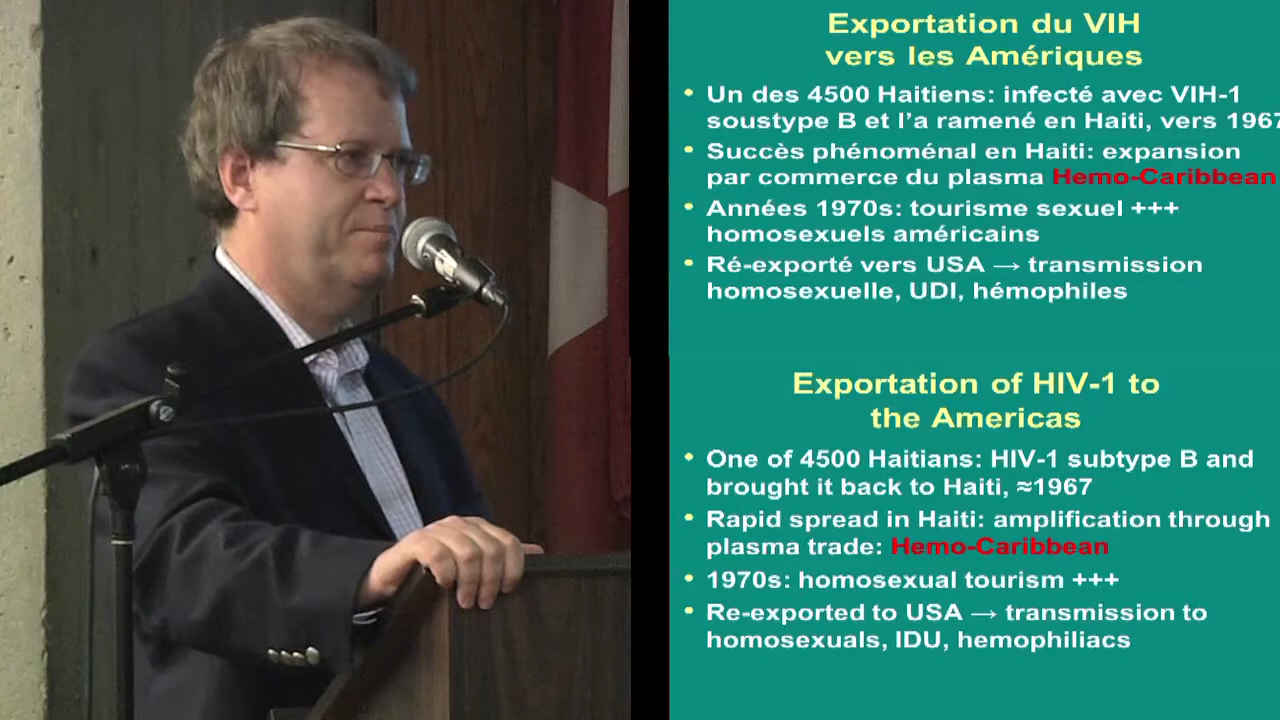 Exportation du VIH
vers les Amériques
• Un des 4500 Haitiens: infecté avec VIH-1
soustype B et l'a ramené en Haiti, vers 1967
• Succès phénoménal en Haiti: expansion
par commerce du plasma Hemo-Caribbean
• Années 1970s: tourisme sexuel +++
homosexuels américains
• Ré-exporté vers USA → transmission
homosexuelle, UDI, hémophiles
Exportation of HIV-1 to
the Americas
• One of 4500 Haitians: HIV-1 subtype B and
brought it back to Haiti, ≈1967
• Rapid spread in Haiti: amplification through
plasma trade: Hemo-Caribbean
• 1970s: homosexual tourism +++
• Re-exported to USA → transmission to
homosexuals, IDU, hemophiliacs